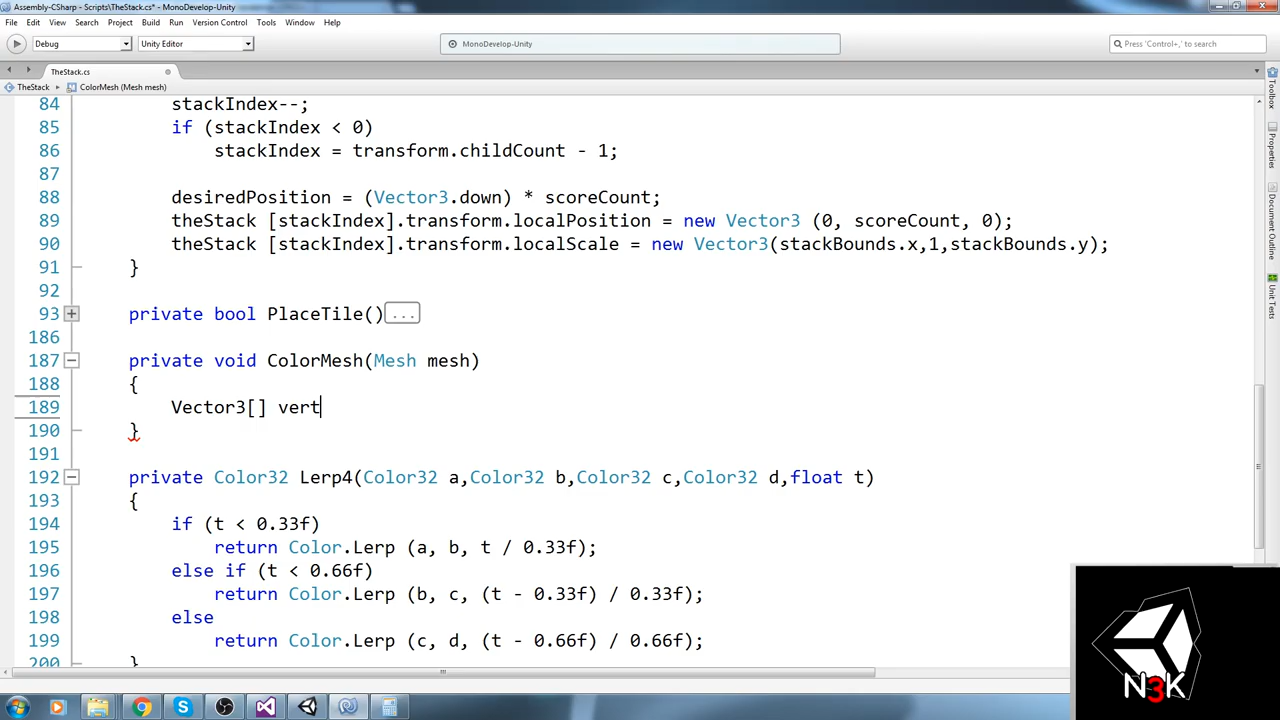 Assembly-CSharp - Scripts\TheStack.cs* - MonoDevelop-Unity
File Edit View Search Project Build Run Version Control Tools Window Help
Debug Unity Editor MonoDevelop-Unity Press 'Control+,' to search
TheStack.cs
TheStack ColorMesh (Mesh mesh)
84 stackIndex--;
85 if (stackIndex < 0)
86 stackIndex = transform.childCount - 1;
87
88 desiredPosition = (Vector3.down) * scoreCount;
89 theStack [stackIndex].transform.localPosition = new Vector3 (0, scoreCount, 0);
90 theStack [stackIndex].transform.localScale = new Vector3(stackBounds.x,1,stackBounds.y);
91 }
92
93 private bool PlaceTile()...
186
187 private void ColorMesh(Mesh mesh)
188 {
189 Vector3[] vert
190 }
191
192 private Color32 Lerp4(Color32 a,Color32 b,Color32 c,Color32 d,float t)
193 {
194 if (t < 0.33f)
195 return Color.Lerp (a, b, t / 0.33f);
196 else if (t < 0.66f)
197 return Color.Lerp (b, c, (t - 0.33f) / 0.33f);
198 else
199 return Color.Lerp (c, d, (t - 0.66f) / 0.66f);
200 }
Toolbox
Properties
Document Outline
Unit Tests
N3K